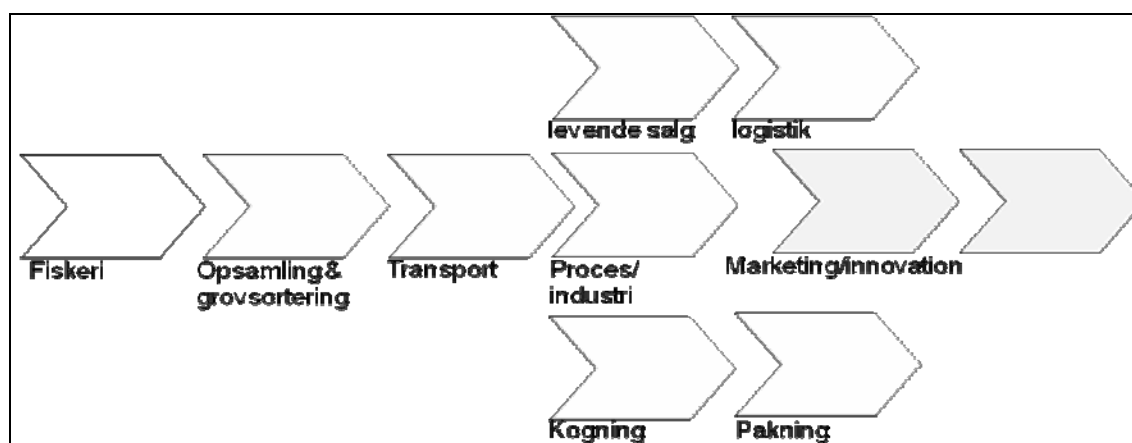 levende salg
logistik
Fiskeri
Opsamling&
grovsortering
Transport
Proces/
industri
Marketing/innovation
Kogning
Pakning